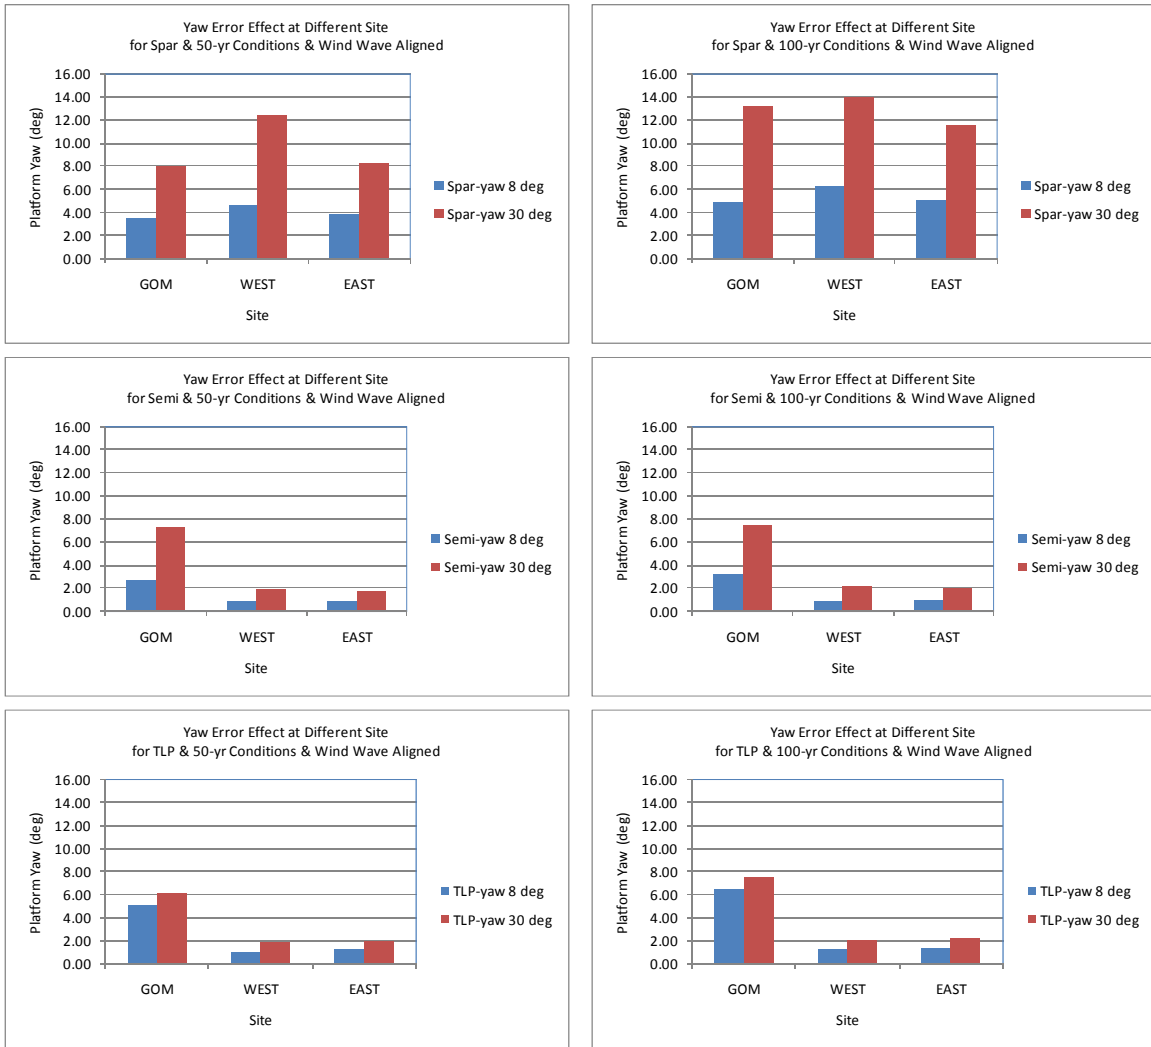 Yaw Error Effect at Different Site
for Spar & 50-yr Conditions & Wind Wave Aligned
16.00
14.00
12.00
10.00
8.00
6.00
4.00
2.00
0.00
Platform Yaw (deg)
GOM WEST EAST
Site
Spar-yaw 8 deg
Spar-yaw 30 deg
Yaw Error Effect at Different Site
for Spar & 100-yr Conditions & Wind Wave Aligned
16.00
14.00
12.00
10.00
8.00
6.00
4.00
2.00
0.00
Platform Yaw (deg)
GOM WEST EAST
Site
Spar-yaw 8 deg
Spar-yaw 30 deg
Yaw Error Effect at Different Site
for Semi & 50-yr Conditions & Wind Wave Aligned
16.00
14.00
12.00
10.00
8.00
6.00
4.00
2.00
0.00
Platform Yaw (deg)
GOM WEST EAST
Site
Semi-yaw 8 deg
Semi-yaw 30 deg
Yaw Error Effect at Different Site
for Semi & 100-yr Conditions & Wind Wave Aligned
16.00
14.00
12.00
10.00
8.00
6.00
4.00
2.00
0.00
Platform Yaw (deg)
GOM WEST EAST
Site
Semi-yaw 8 deg
Semi-yaw 30 deg
Yaw Error Effect at Different Site
for TLP & 50-yr Conditions & Wind Wave Aligned
16.00
14.00
12.00
10.00
8.00
6.00
4.00
2.00
0.00
Platform Yaw (deg)
GOM WEST EAST
Site
TLP-yaw 8 deg
TLP-yaw 30 deg
Yaw Error Effect at Different Site
for TLP & 100-yr Conditions & Wind Wave Aligned
16.00
14.00
12.00
10.00
8.00
6.00
4.00
2.00
0.00
Platform Yaw (deg)
GOM WEST EAST
Site
TLP-yaw 8 deg
TLP-yaw 30 deg